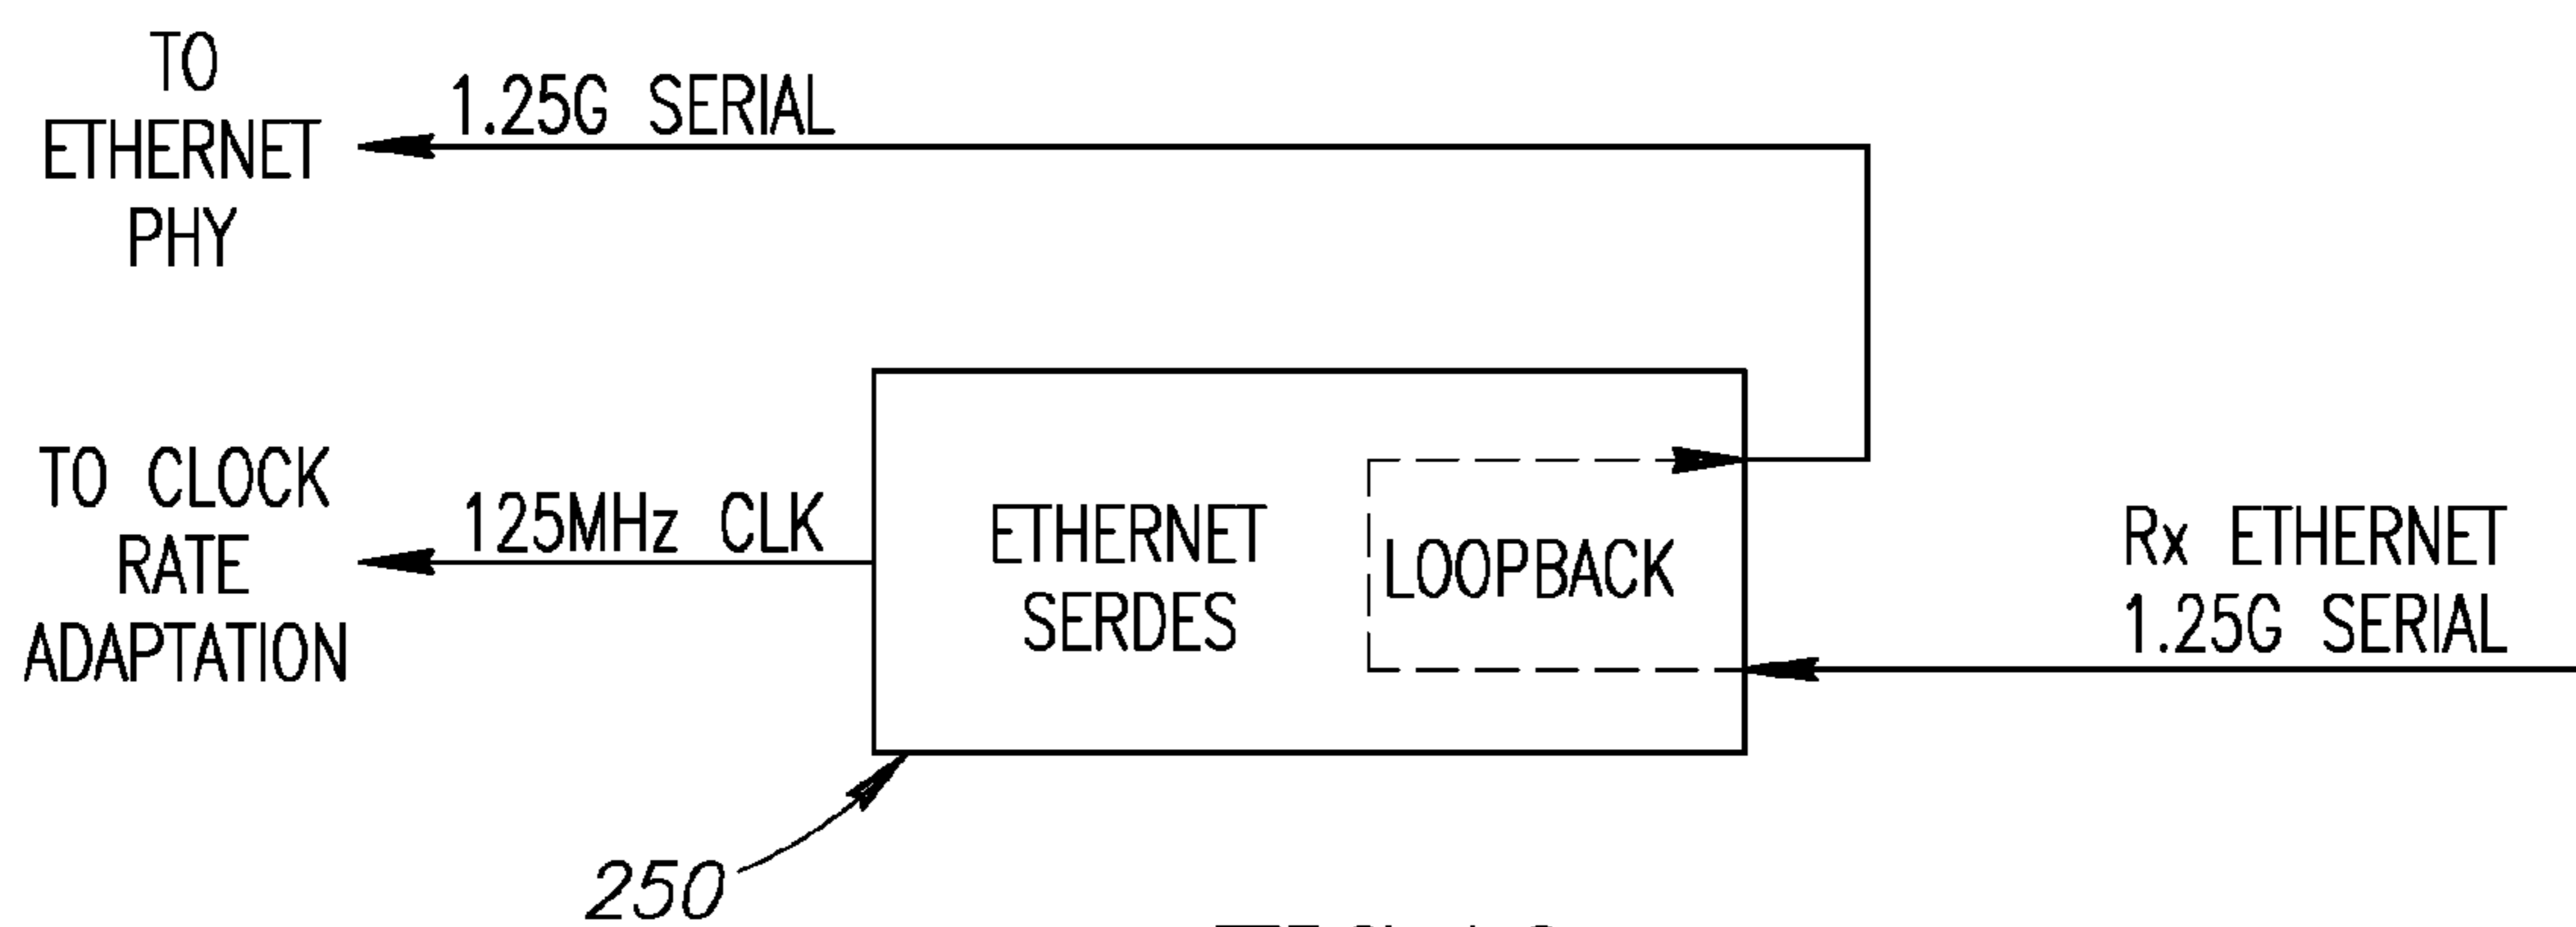 TO
ETHERNET
PHY
1.25G SERIAL
TO CLOCK
RATE
ADAPTATION
125MHz CLK
ETHERNET
SERDES
LOOPBACK
Rx ETHERNET
1.25G SERIAL
250